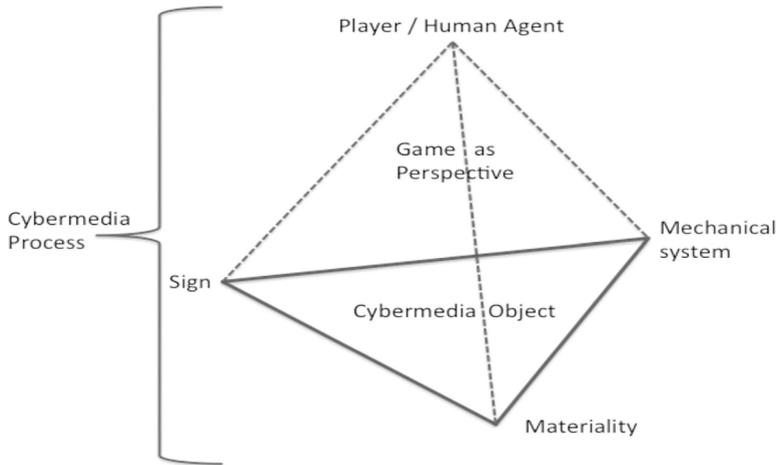 Player / Human Agent
Game as
Perspective
Cybermedia
Process
Mechanical
system
Sign
Cybermedia Object
Materiality